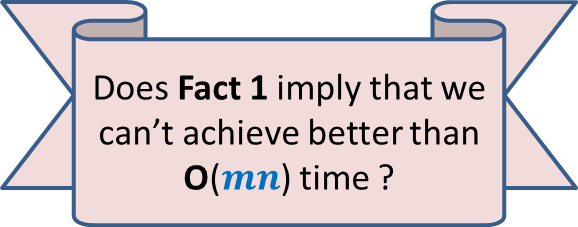 Does Fact 1 imply that we
can't achieve better than
O(mn) time ?